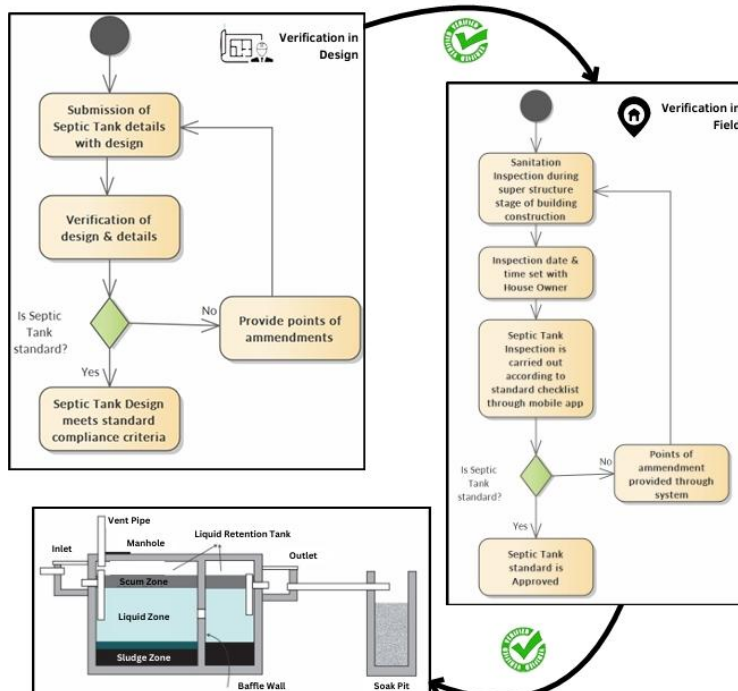 Verification in
Design
Submission of
Septic Tank details
with design
Verification of
design & details
Is Septic
Tank
standard?
No
Provide points of
ammendments
Yes
Septic Tank Design
meets standard
compliance criteria
VERIFIED
Verification in
Field
Sanitation
Inspection during
super structure
stage of building
construction
Inspection date &
time set with
House Owner
Septic Tank
Inspection is
carried out
according to
standard checklist
through mobile app
Is Septic
Tank
standard?
No
Points of
ammendment
provided through
system
Yes
Septic Tank
standard is
Approved
VERIFIED
Vent Pipe
Inlet
Manhole
Liquid Retention Tank
Outlet
Scum Zone
Liquid Zone
Sludge Zone
Baffle Wall
Soak Pit